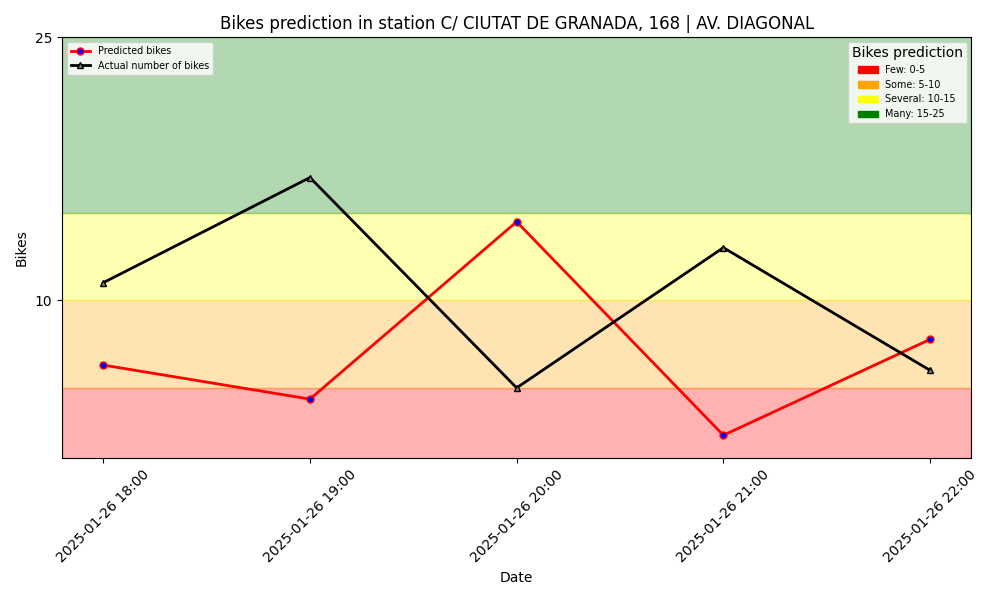 Bikes prediction in station C/ CIUTAT DE GRANADA, 168 | AV. DIAGONAL
Predicted bikes
Actual number of bikes
Bikes prediction
Few: 0-5
Some: 5-10
Several: 10-15
Many: 15-25
25
10
Bikes
2025-01-26 18:00
2025-01-26 19:00
2025-01-26 20:00
2025-01-26 21:00
2025-01-26 22:00
Date